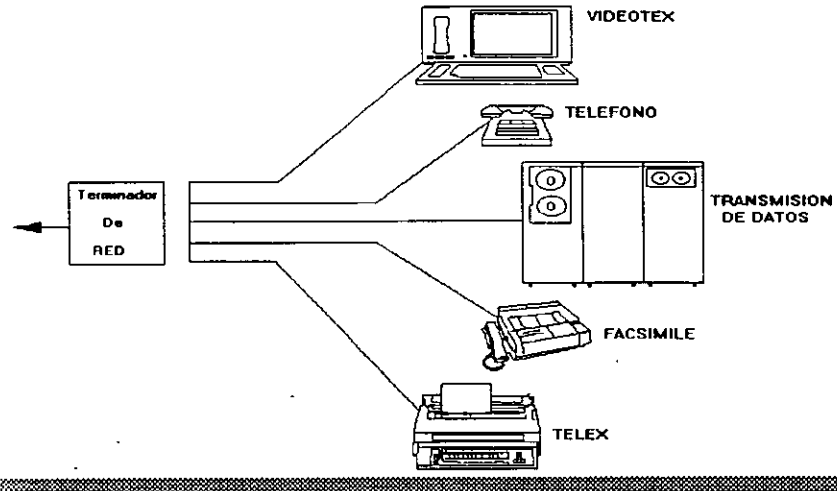 VIDEOTEX
TELEFONO
TRANSMISION
DE DATOS
Terminador
De
RED
FACSIMILE
TELEX